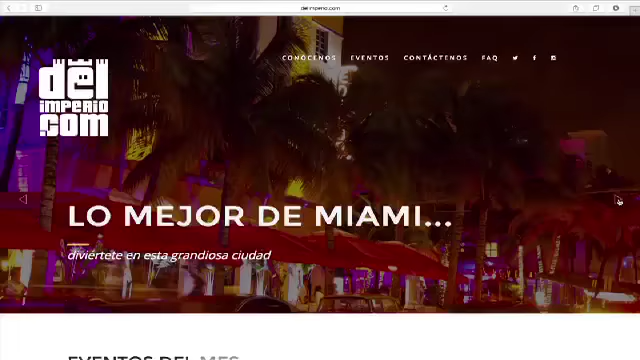 delimperio.com
CONÓCENOS EVENTOS CONTÁCTENOS FAQ
del
imperio
.com
LO MEJOR DE MIAMI...
diviértete en esta grandiosa ciudad
EVENTOS DEL MES